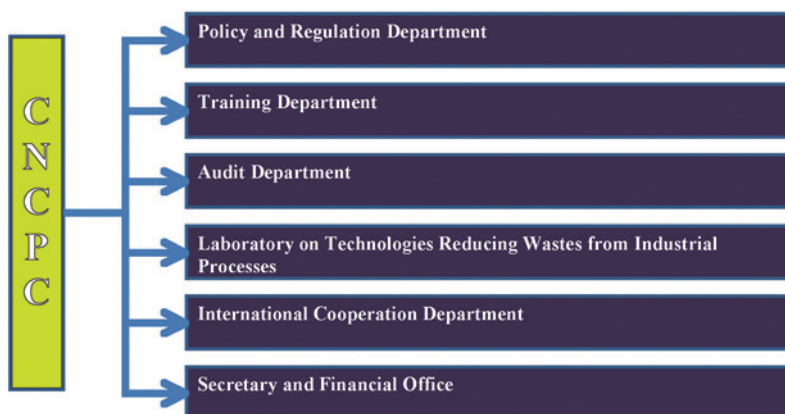 CNCPC
Policy and Regulation Department
Training Department
Audit Department
Laboratory on Technologies Reducing Wastes from Industrial
Processes
International Cooperation Department
Secretary and Financial Office